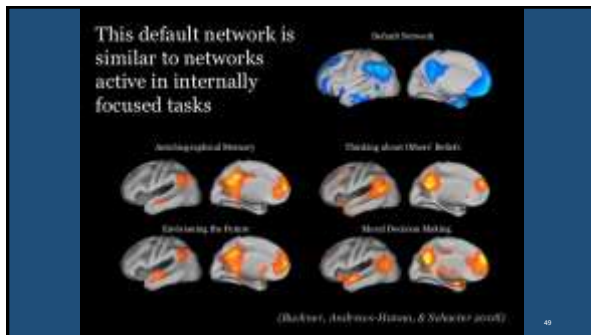 This default network is
similar to networks
active in internally
focused tasks
Default Network
Autobiographical Memory
Thinking about Others' Beliefs
Envisioning the Future
Moral Decision Making
(Buckner, Andrews-Hanna, & Schacter 2008)
49